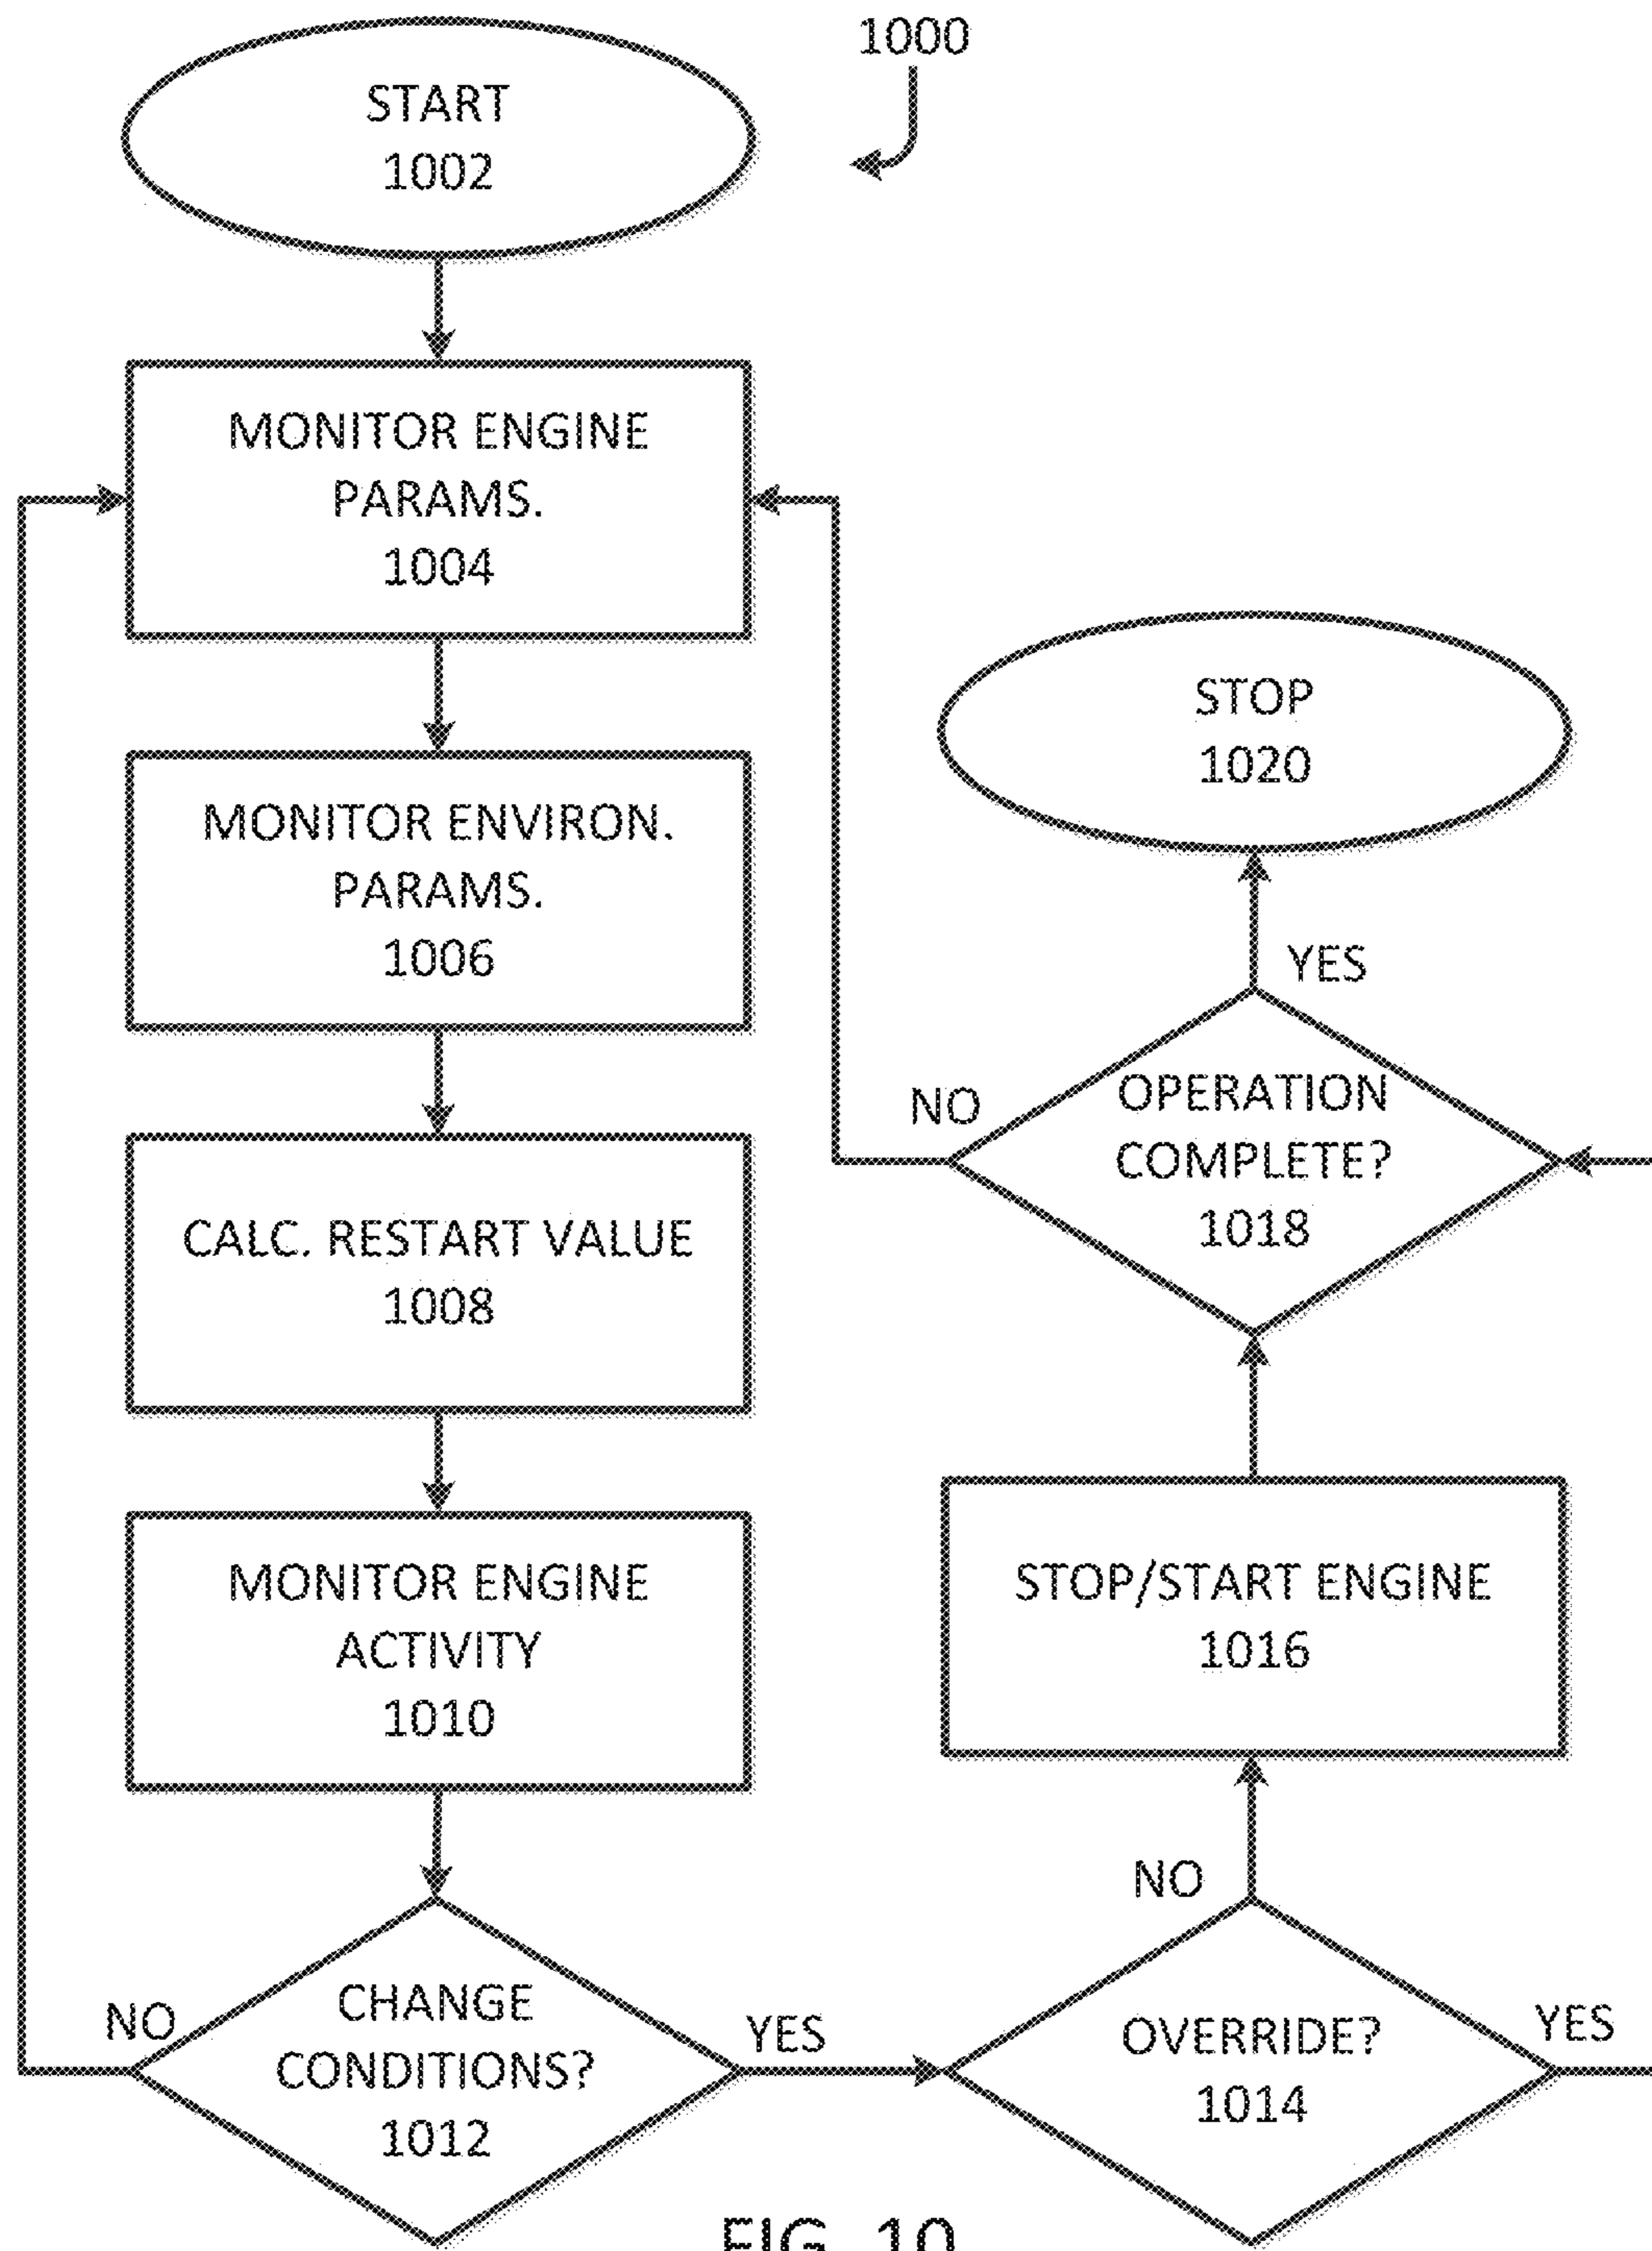 1000
START
1002
MONITOR ENGINE
PARAMS.
1004
MONITOR ENVIRON.
PARAMS.
1006
CALC. RESTART VALUE
1008
MONITOR ENGINE
ACTIVITY
1010
CHANGE
CONDITIONS?
1012
NO
YES
OVERRIDE?
1014
NO
YES
STOP/START ENGINE
1016
OPERATION
COMPLETE?
1018
NO
YES
STOP
1020
FIG. 10